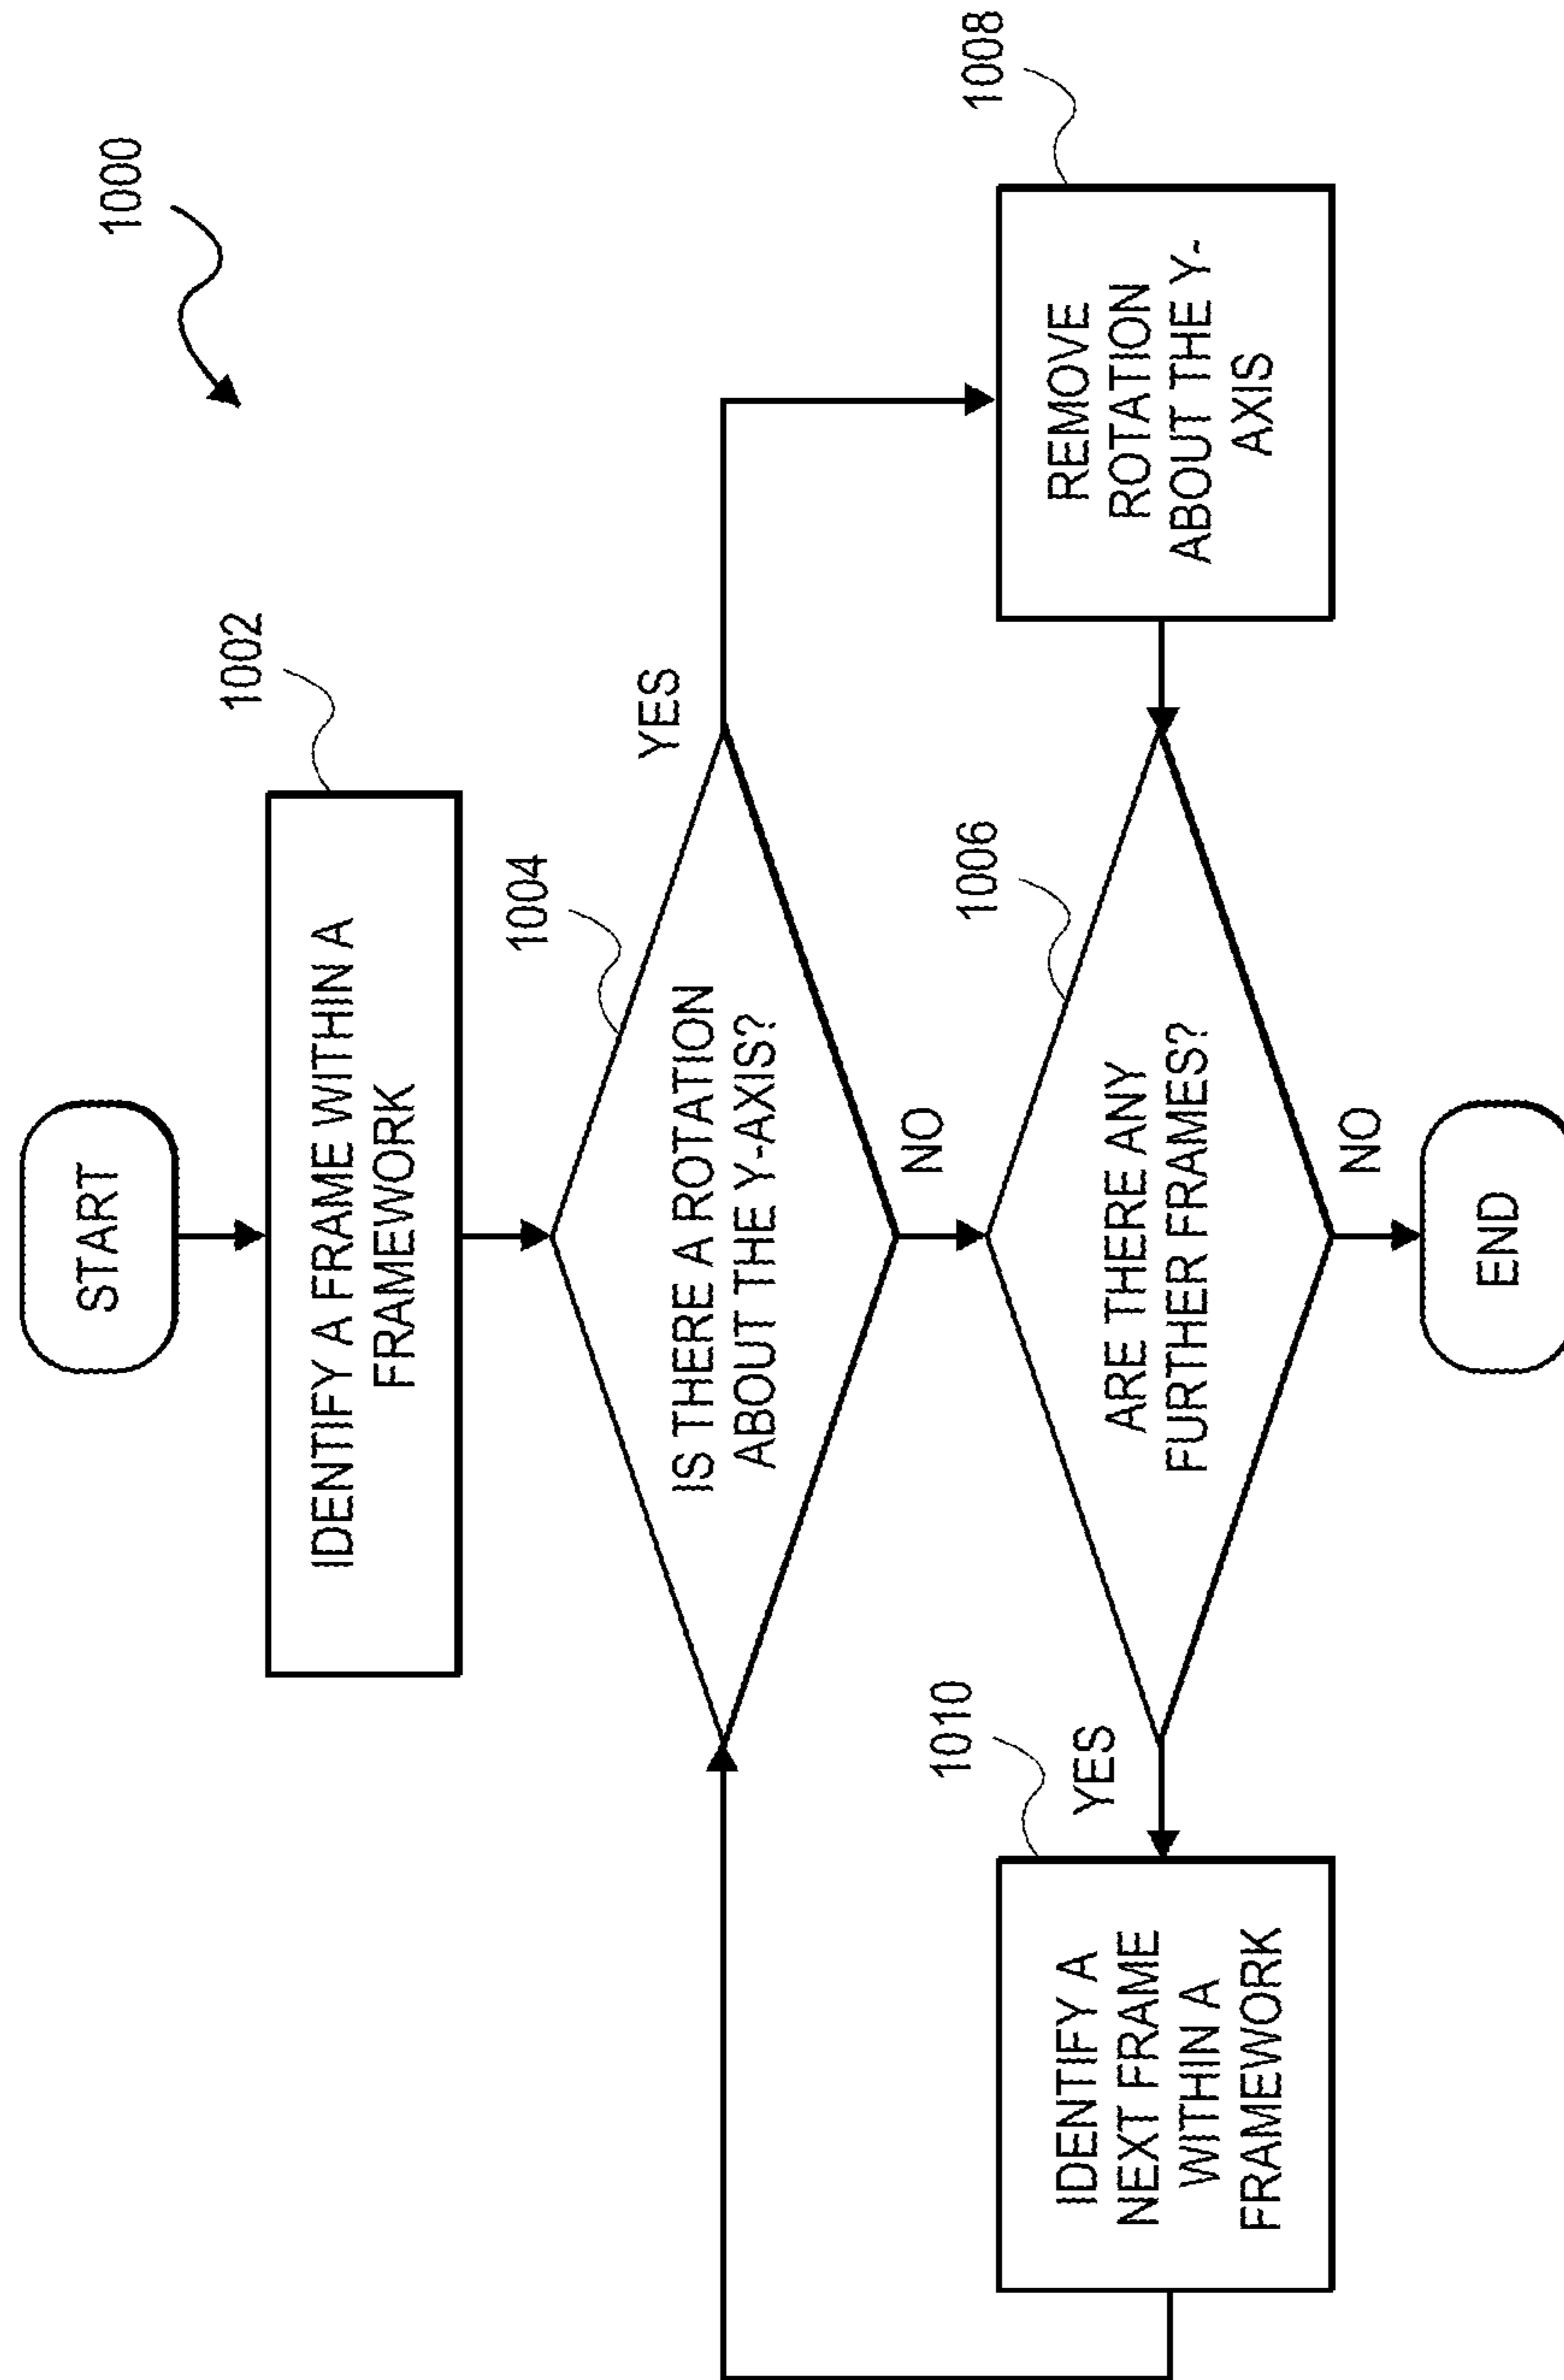 1000
START
1002
IDENTIFY A FRAME WITHIN A
FRAMEWORK
1004
IS THERE A ROTATION
ABOUT THE Y-AXIS?
YES
NO
1006
ARE THERE ANY
FURTHER FRAMES?
YES
NO
1008
REMOVE
ROTATION
ABOUT THE Y-
AXIS
1010
IDENTIFY A
NEXT FRAME
WITHIN A
FRAMEWORK
END